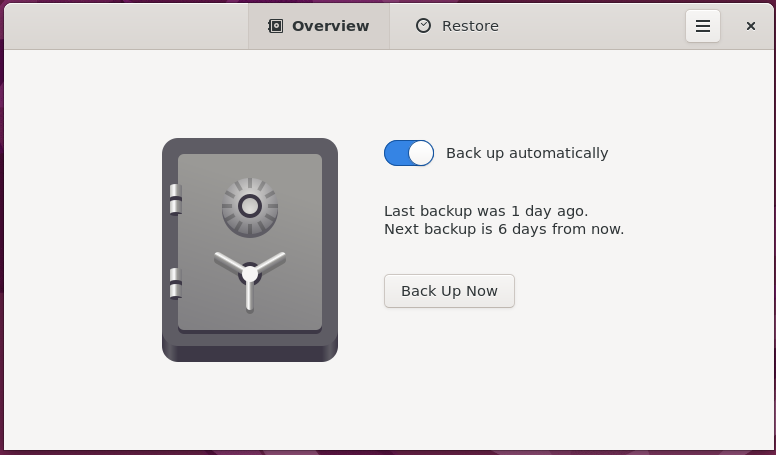 Overview
Restore
Back up automatically
Last backup was 1 day ago.
Next backup is 6 days from now.
Back Up Now